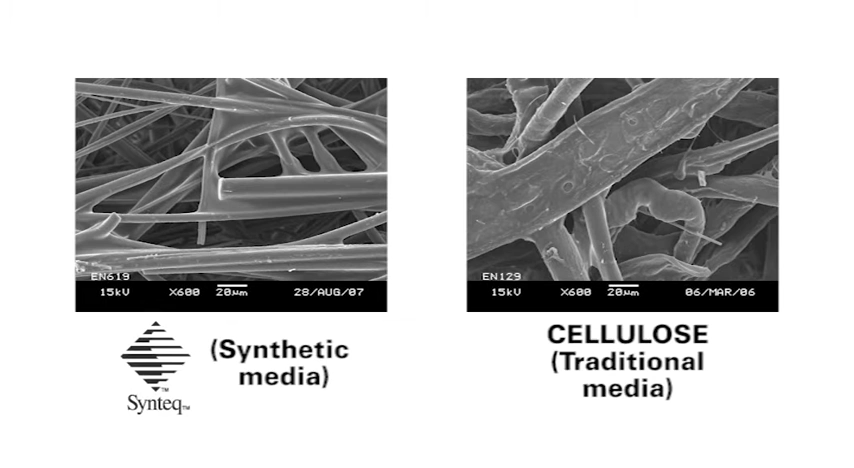 EN619
15kV X600 20µm 28/AUG/07
EN129
15kV X600 20µm 06/MAR/06
Synteq™
(Synthetic
media)
CELLULOSE
(Traditional
media)